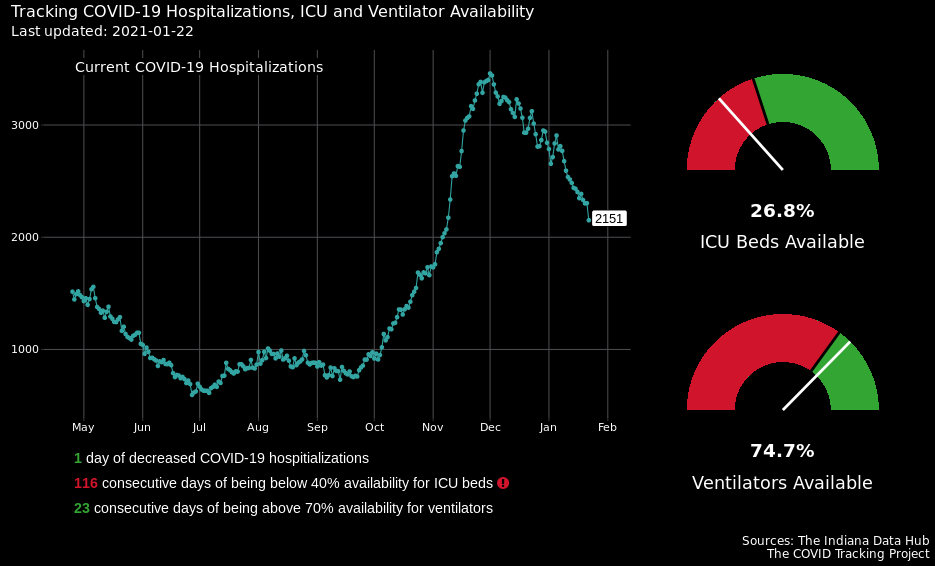 Tracking COVID-19 Hospitalizations, ICU and Ventilator Availability
Last updated: 2021-01-22
Current COVID-19 Hospitalizations
3000
2000
1000
2151
May Jun Jul Aug Sep Oct Nov Dec Jan Feb
26.8%
ICU Beds Available
74.7%
Ventilators Available
1 day of decreased COVID-19 hospitializations
116 consecutive days of being below 40% availability for ICU beds !
23 consecutive days of being above 70% availability for ventilators
Sources: The Indiana Data Hub
The COVID Tracking Project